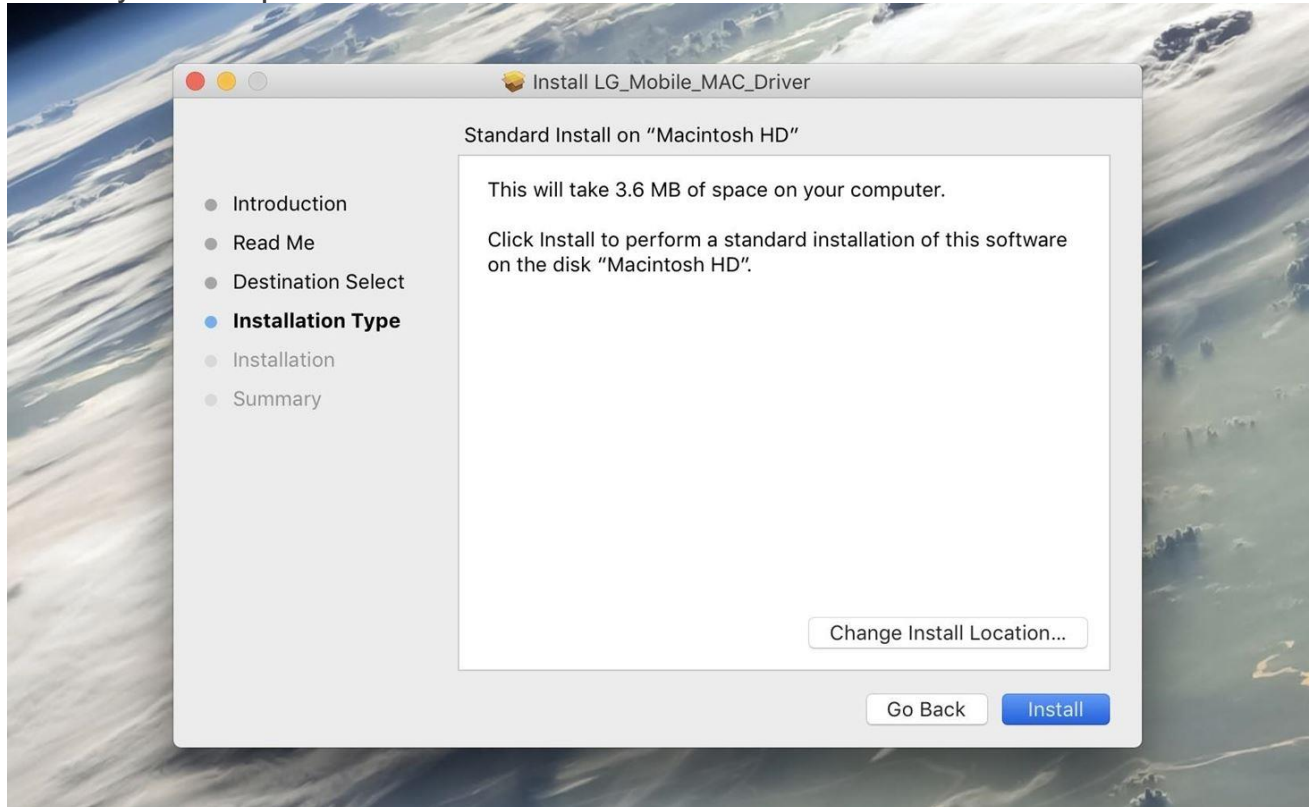 Install LG_Mobile_MAC_Driver
Standard Install on “Macintosh HD”
Introduction
Read Me
Destination Select
Installation Type
Installation
Summary
This will take 3.6 MB of space on your computer.
Click Install to perform a standard installation of this software
on the disk “Macintosh HD”.
Change Install Location...
Go Back
Install